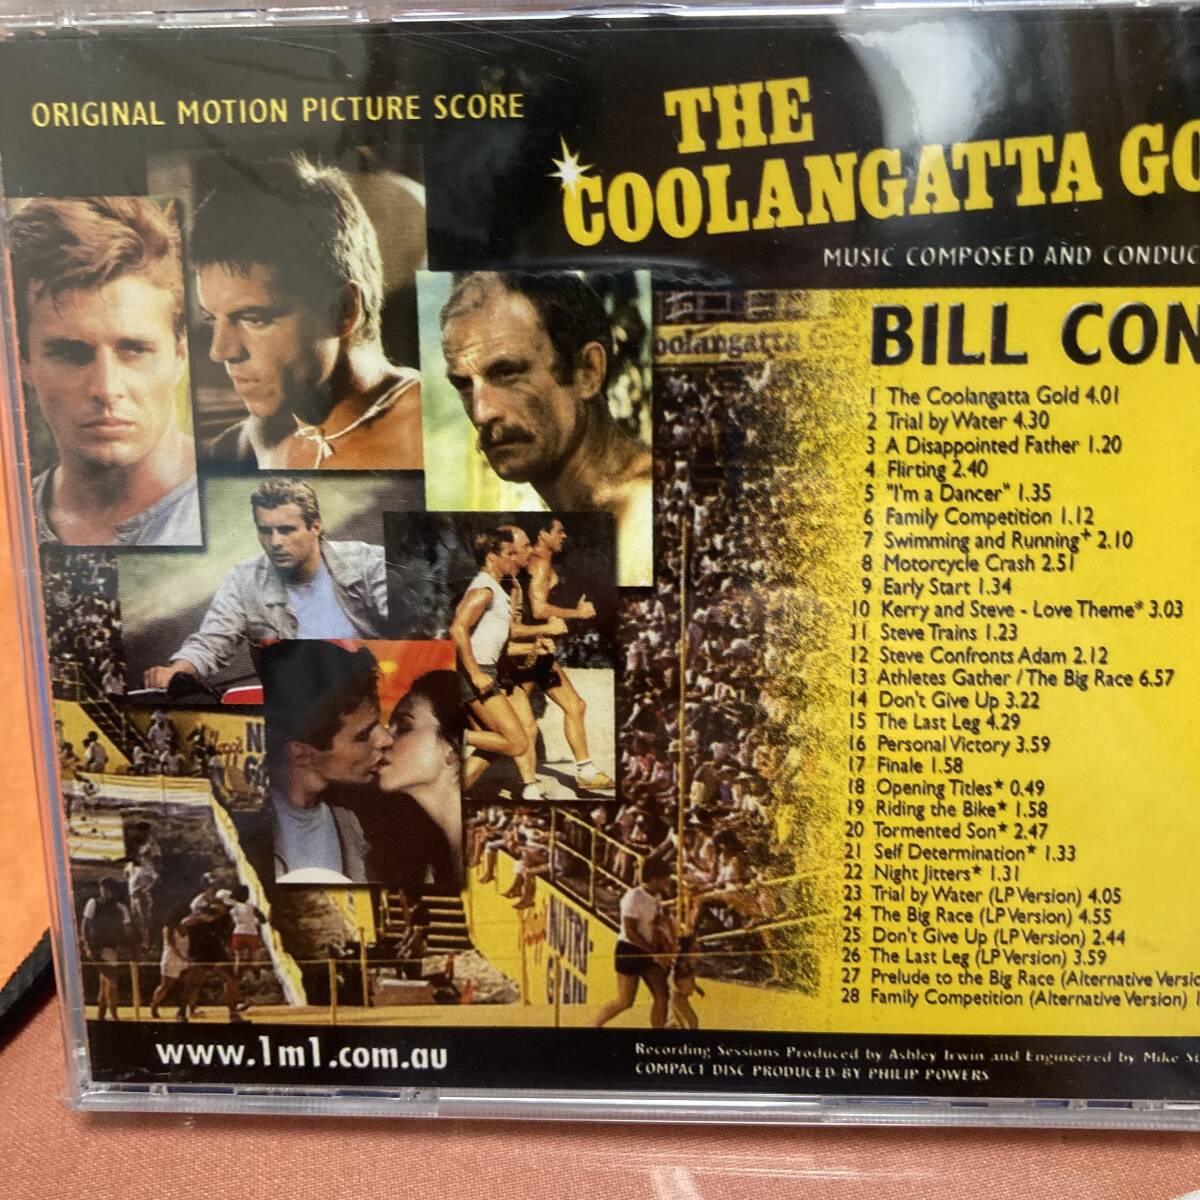 ORIGINAL MOTION PICTURE SCORE
THE
COOLANGATTA GO
MUSIC COMPOSED AND CONDUC
BILL CON
1 The Coolangatta Gold 4.01
2 Trial by Water 4.30
3 A Disappointed Father 1.20
4 Flirting 2.40
5 "I'm a Dancer" 1.35
6 Family Competition 1.12
7 Swimming and Running+ 2.10
8 Motorcycle Crash 2.51
9 Early Start 1.34
10 Kerry and Steve - Love Theme* 3.03
11 Steve Trains 1.23
12 Steve Confronts Adam 2.12
13 Athletes Gather / The Big Race 6.57
14 Don't Give Up 3.22
15 The Last Leg 4.29
16 Personal Victory 3.59
17 Finale 1.58
18 Opening Titles* 0.49
19 Riding the Bike* 1.58
20 Tormented Son* 2.47
21 Self Determination* 1.33
22 Night Jitters* 1.31
23 Trial by Water (LP Version) 4.05
24 The Big Race (LP Version) 4.55
25 Don't Give Up (LP Version) 2.44
26 The Last Leg (LP Version) 3.59
27 Prelude to the Big Race (Alternative Versio
28 Family Competition (Alternative Version) 1
Coolangatta G
NUTRI-
GRAIN
www.1m1.com.au
Recording Sessions Produced by Ashley Irwin and Engineered by Mike St
COMPACT DISC PRODUCED BY PHILIP POWERS